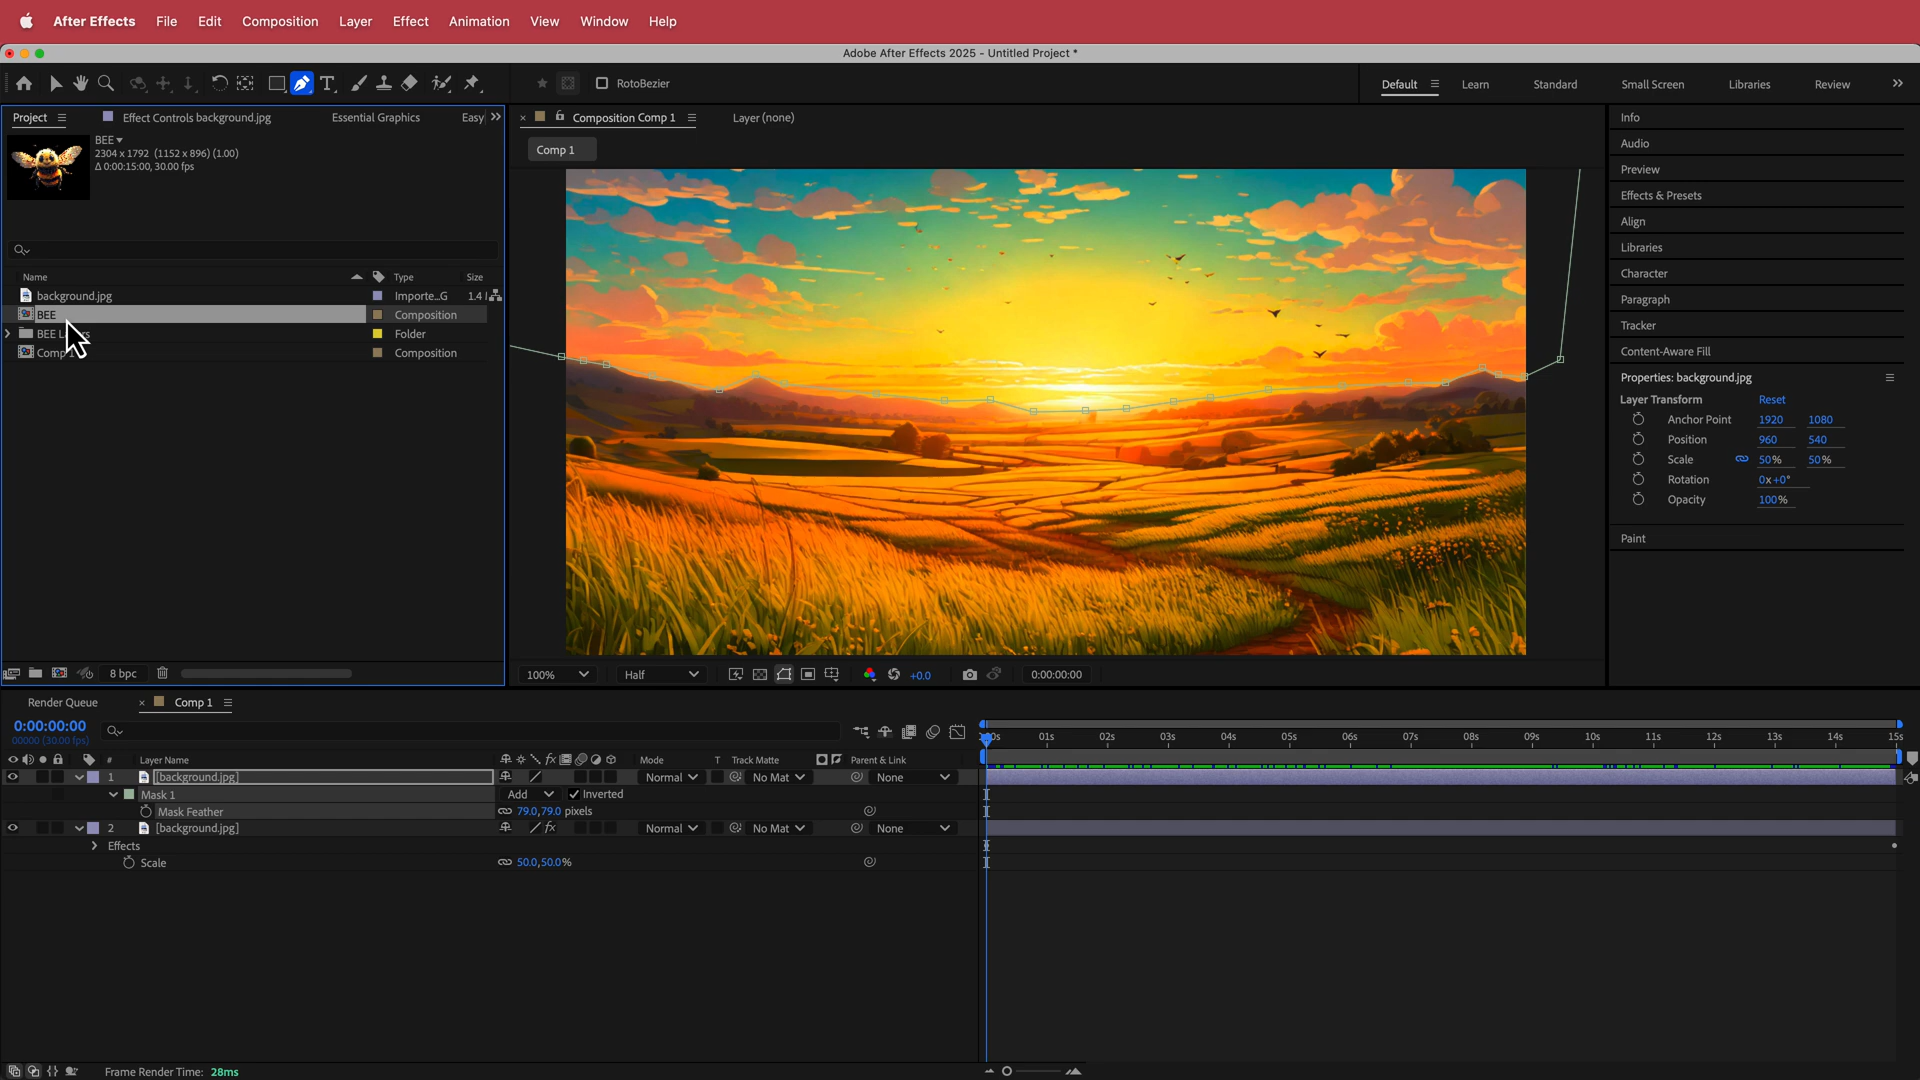 After Effects File Edit Composition Layer Effect Animation View Window Help
Adobe After Effects 2025 - Untitled Project *
RotoBezier
Default Learn Standard Small Screen Libraries Review
Project Effect Controls background.jpg Essential Graphics Easy
BEE
2304 x 1792 (1152 x 896) (1.00)
Δ 0:00:15:00, 30.00 fps
Name Type Size
background.jpg Importe...G 1.4
BEE Composition
BEE Folder
Comp Composition
8 bpc
Composition Comp 1 Layer (none)
Comp 1
100% Half +0.0 0:00:00:00
Info
Audio
Preview
Effects & Presets
Align
Libraries
Character
Paragraph
Tracker
Content-Aware Fill
Properties: background.jpg
Layer Transform Reset
Anchor Point 1920 1080
Position 960 540
Scale 50% 50%
Rotation 0x+0°
Opacity 100%
Paint
Render Queue Comp 1
0:00:00:00
00000 (30.00 fps)
# Layer Name Mode T Track Matte Parent & Link
1 [background.jpg] Normal No Mat None
Mask 1 Add Inverted
Mask Feather 79.0,79.0 pixels
2 [background.jpg] Normal No Mat None
Effects
Scale 50.0,50.0%
01s 02s 03s 04s 05s 06s 07s 08s 09s 10s 11s 12s 13s 14s 15s
Frame Render Time: 28ms